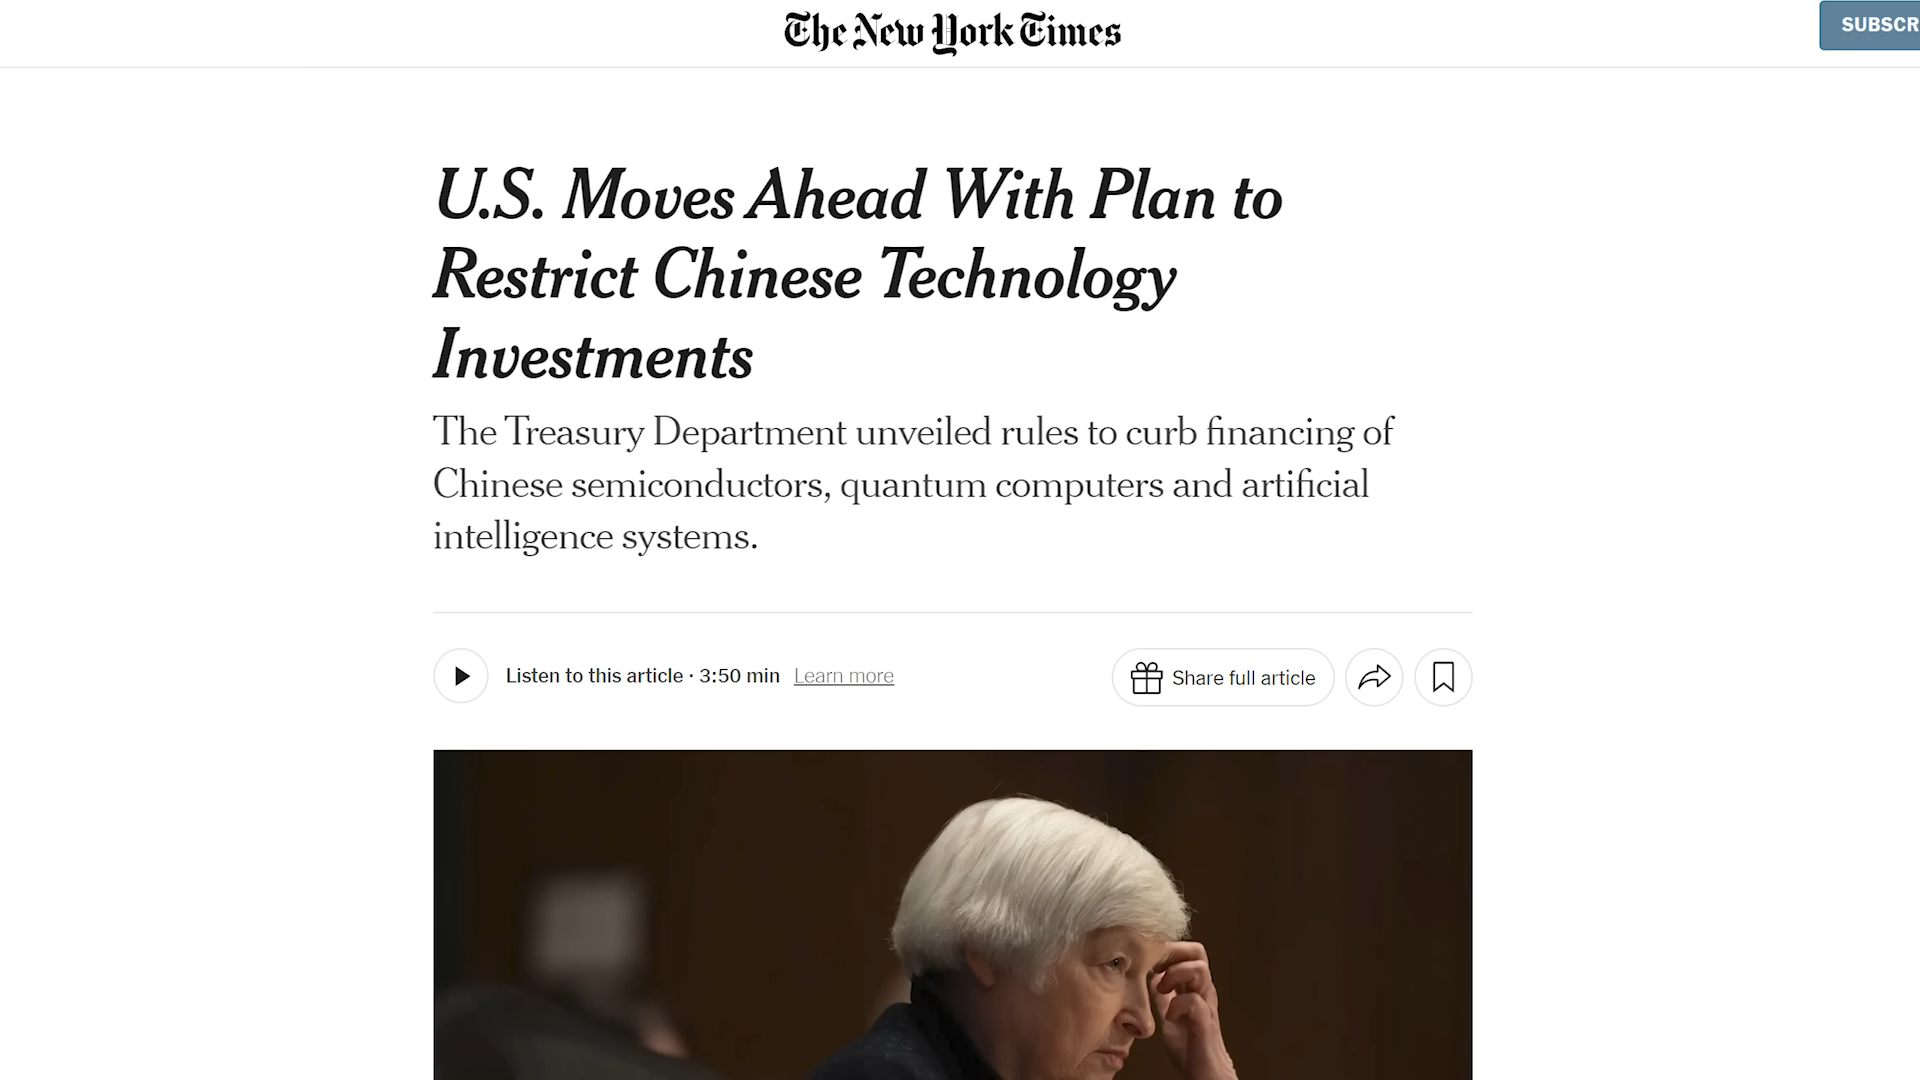 The New York Times
SUBSCR
U.S. Moves Ahead With Plan to
Restrict Chinese Technology
Investments
The Treasury Department unveiled rules to curb financing of
Chinese semiconductors, quantum computers and artificial
intelligence systems.
Listen to this article · 3:50 min Learn more
Share full article